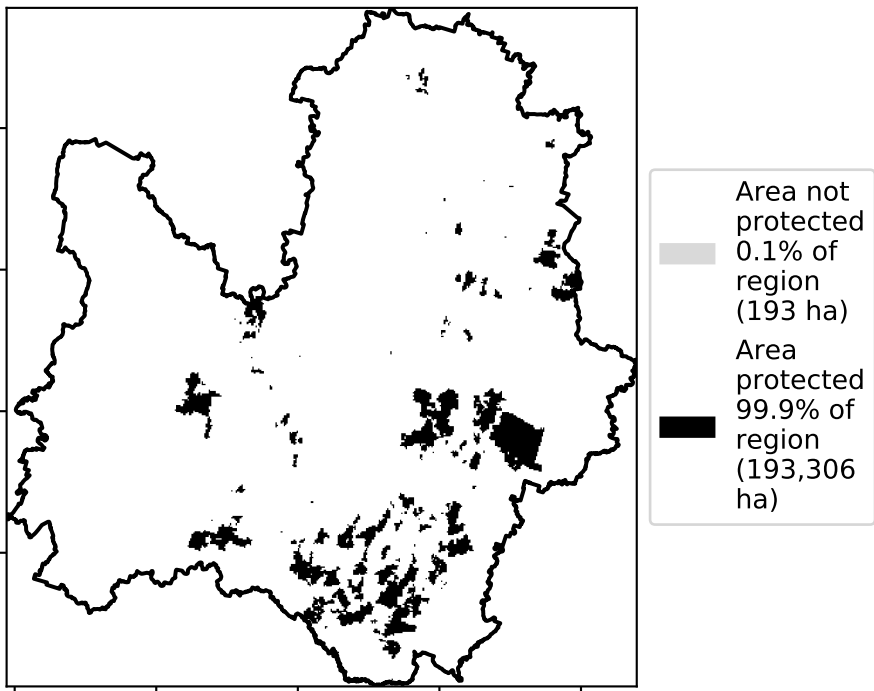 Area not
protected
0.1% of
region
(193 ha)
Area
protected
99.9% of
region
(193,306
ha)